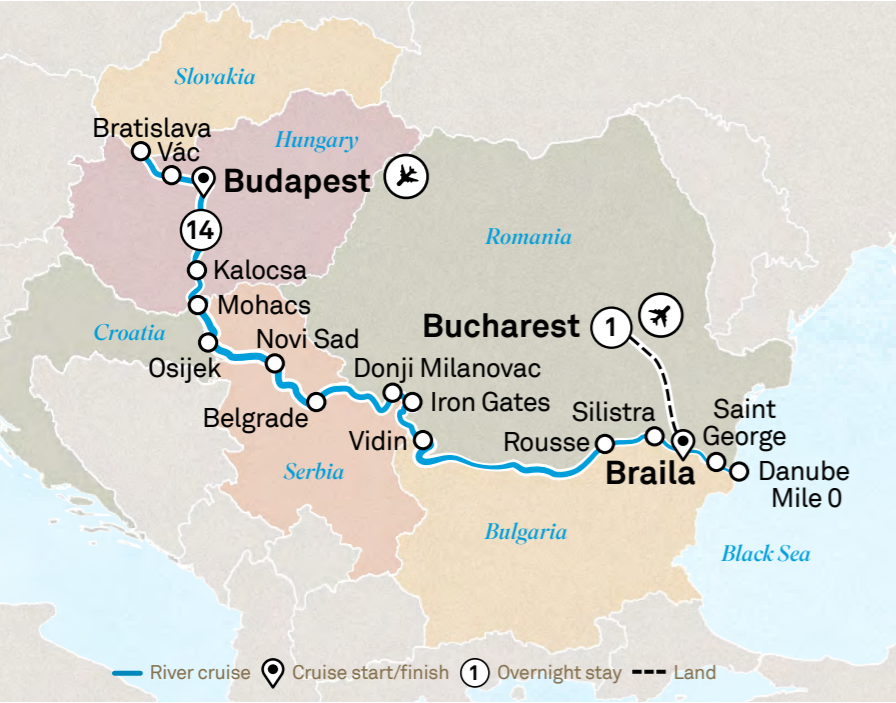 Slovakia
Bratislava
Hungary
Vác
Budapest
14
Romania
Kalocsa
Mohacs
Croatia
Bucharest
1
Novi Sad
Osijek
Donji Milanovac
Iron Gates
Belgrade
Silistra
Saint
George
Vidin
Rousse
Braila
Danube
Mile 0
Serbia
Bulgaria
Black Sea
River cruise
Cruise start/finish
1
Overnight stay
Land